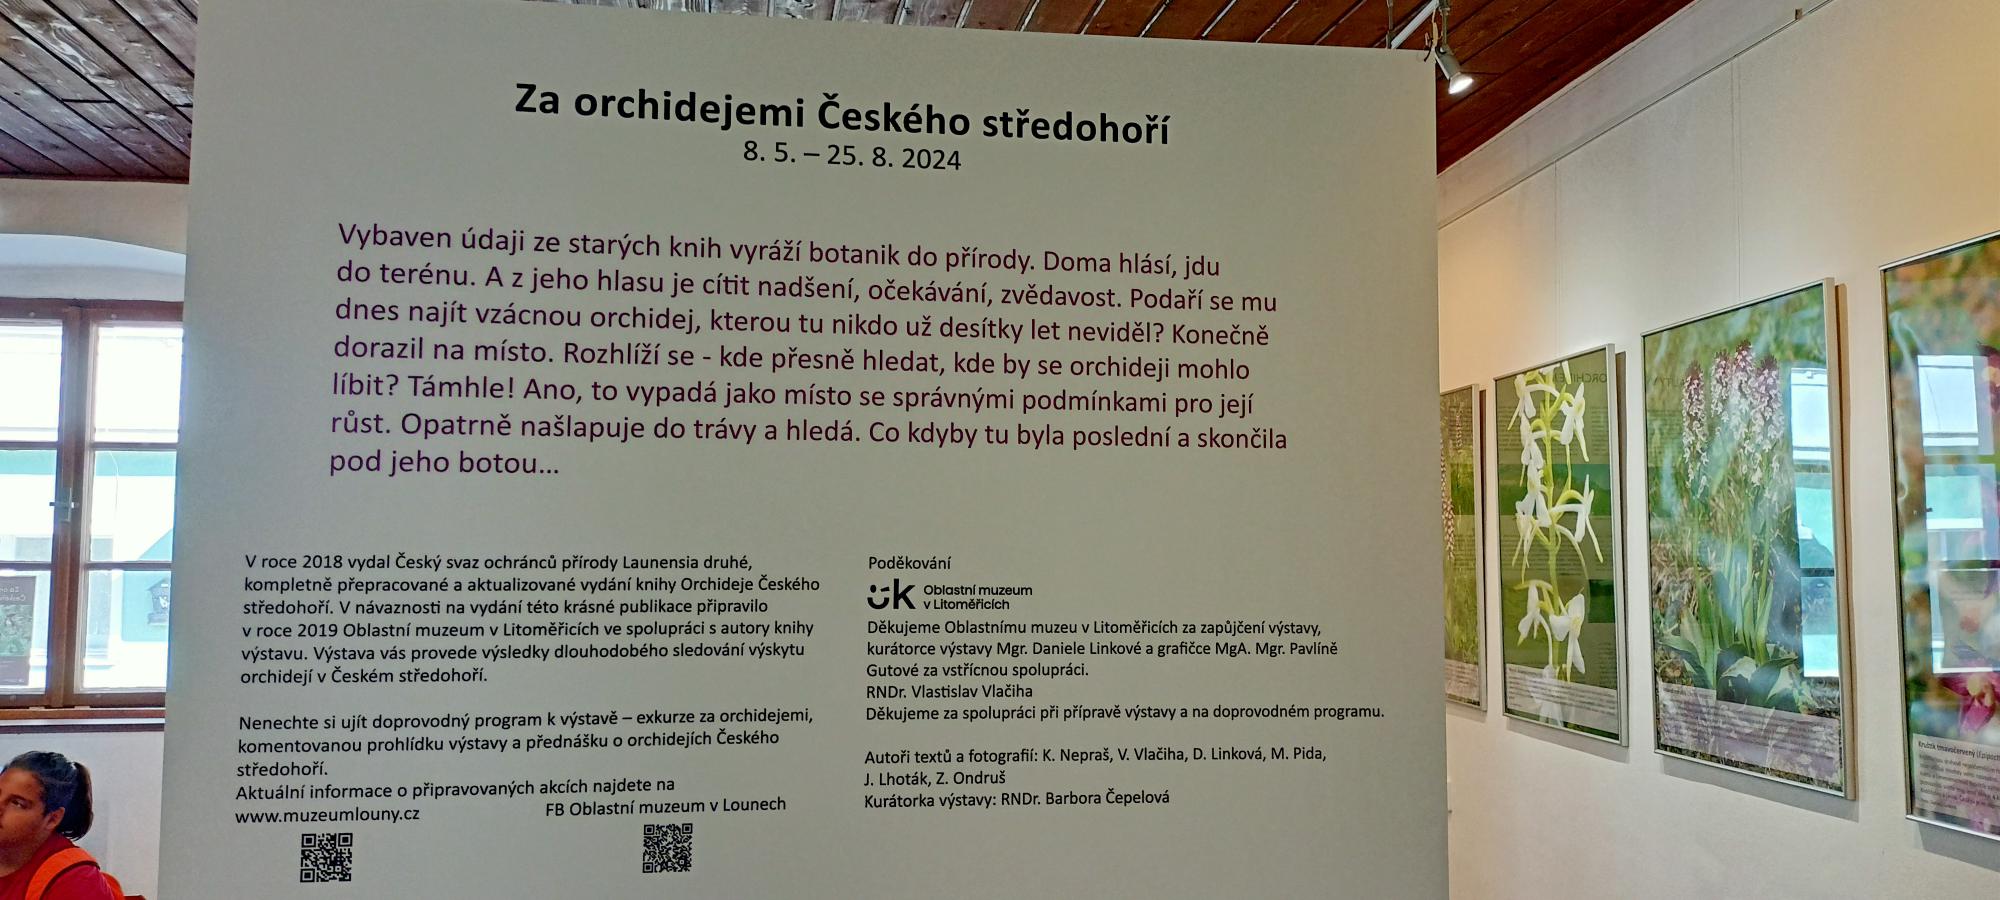 Za orchidejemi Českého středohoří
8. 5. – 25. 8. 2024
Vybaven údaji ze starých knih vyráží botanik do přírody. Doma hlásí, jdu
do terénu. A z jeho hlasu je cítit nadšení, očekávání, zvědavost. Podaří se mu
dnes najít vzácnou orchidej, kterou tu nikdo už desítky let neviděl? Konečně
dorazil na místo. Rozhlíží se - kde přesně hledat, kde by se orchideji mohlo
líbit? Támhle! Ano, to vypadá jako místo se správnými podmínkami pro její
růst. Opatrně našlapuje do trávy a hledá. Co kdyby tu byla poslední a skončila
pod jeho botou...
V roce 2018 vydal Český svaz ochránců přírody Launensia druhé,
kompletně přepracované a aktualizované vydání knihy Orchideje Českého
středohoří. V návaznosti na vydání této krásné publikace připravilo
v roce 2019 Oblastní muzeum v Litoměřicích ve spolupráci s autory knihy
výstavu. Výstava vás provede výsledky dlouhodobého sledování výskytu
orchidejí v Českém středohoří.
Nenechte si ujít doprovodný program k výstavě – exkurze za orchidejemi,
komentovanou prohlídku výstavy a přednášku o orchidejích Českého
středohoří.
Aktuální informace o připravovaných akcích najdete na
www.muzeumlouny.cz
FB Oblastní muzeum v Lounech
Poděkování
Oblastní muzeum
v Litoměřicích
Děkujeme Oblastnímu muzeu v Litoměřicích za zapůjčení výstavy,
kurátorce výstavy Mgr. Daniele Linkové a grafičce MgA. Mgr. Pavlíně
Gutové za vstřícnou spolupráci.
RNDr. Vlastislav Vlačiha
Děkujeme za spolupráci při přípravě výstavy a na doprovodném programu.
Autoři textů a fotografií: K. Nepraš, V. Vlačiha, D. Linková, M. Pida,
J. Lhoták, Z. Ondruš
Kurátorka výstavy: RNDr. Barbora Čepelová
Kruštík tmavočervený